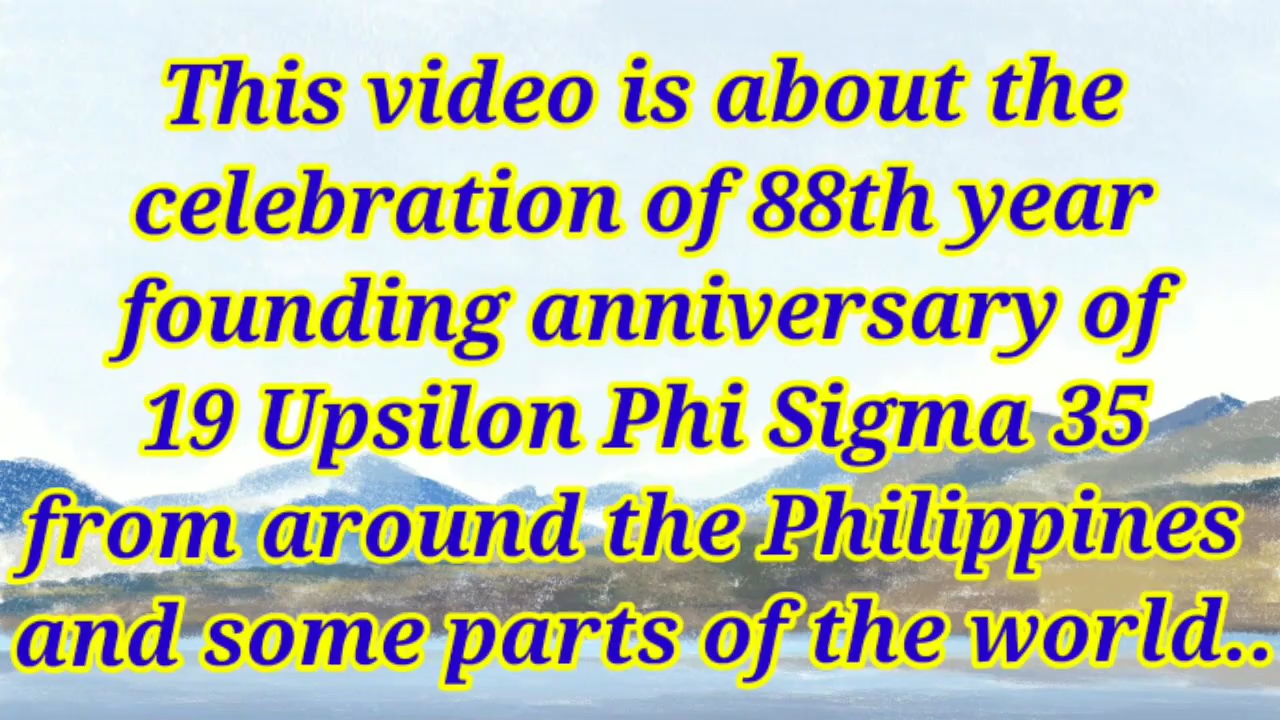 This video is about the
celebration of 88th year
founding anniversary of
19 Upsilon Phi Sigma 35
from around the Philippines
and some parts of the world..